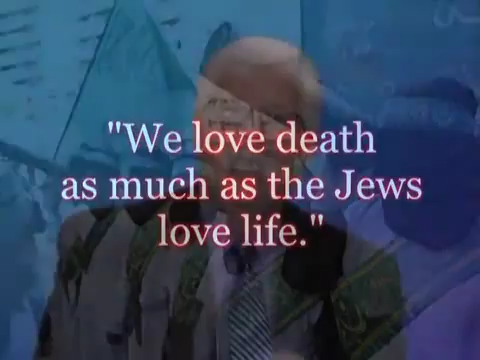 "We love death
as much as the Jews
love life."